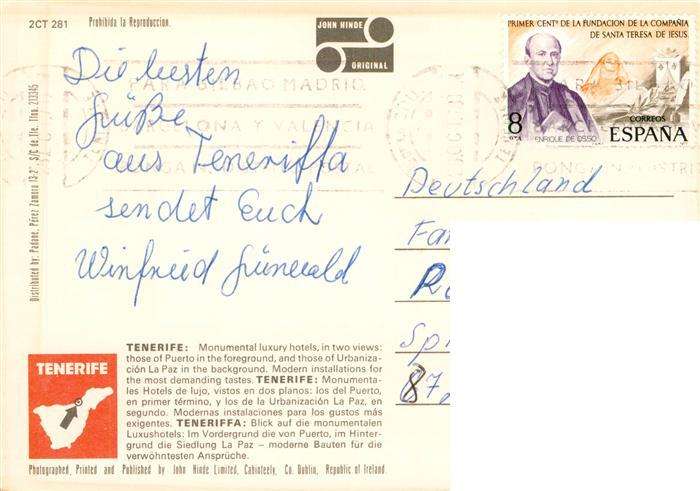 2CT 281 Prohibida la Reproduccion.
JOHN HINDE
ORIGINAL
PRIMER CENTº DE LA FUNDACION DE LA COMPAÑIA
DE SANTA TERESA DE JESUS
8 PTA
ENRIQUE DE OSSO
CORREOS
ESPAÑA
Die besten
Grüße
aus Teneriffa
sendet Euch
Winfried Grünwald
Deutschland
Distributed by: Padane, Pérez Zamora 13-2° S/C de Tfe. Tfno. 213345
TENERIFE
TENERIFE: Monumental luxury hotels, in two views:
those of Puerto in the foreground, and those of Urbaniza-
ción La Paz in the background. Modern installations for
the most demanding tastes. TENERIFE: Monumenta-
les Hoteles de lujo, vistos en dos planos: los del Puerto,
en primer término, y los de la Urbanización La Paz, en
segundo. Modernas instalaciones para los gustos más
exigentes. TENERIFFA: Blick auf die monumentalen
Luxushotels: Im Vordergrund die von Puerto, im Hinter-
grund die Siedlung La Paz – moderne Bauten für die
verwöhntesten Ansprüche.
Photographed, Printed and Published by John Hinde Limited, Cabinteely, Co. Dublin, Republic of Ireland.